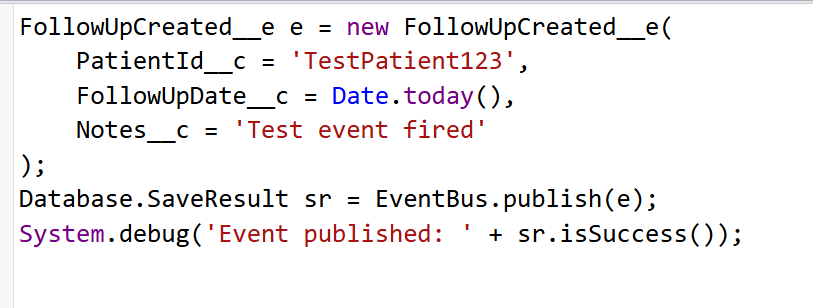 FollowUpCreated__e e = new FollowUpCreated__e(
    PatientId__c = 'TestPatient123',
    FollowUpDate__c = Date.today(),
    Notes__c = 'Test event fired'
);
Database.SaveResult sr = EventBus.publish(e);
System.debug('Event published: ' + sr.isSuccess());